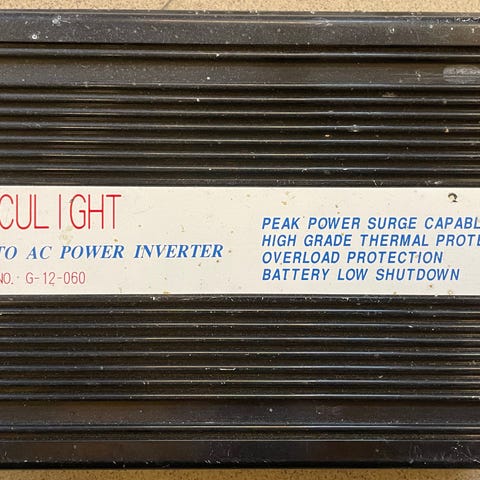 CULIGHT
TO AC POWER INVERTER
NO. G-12-060
PEAK POWER SURGE CAPABL
HIGH GRADE THERMAL PROTE
OVERLOAD PROTECTION
BATTERY LOW SHUTDOWN